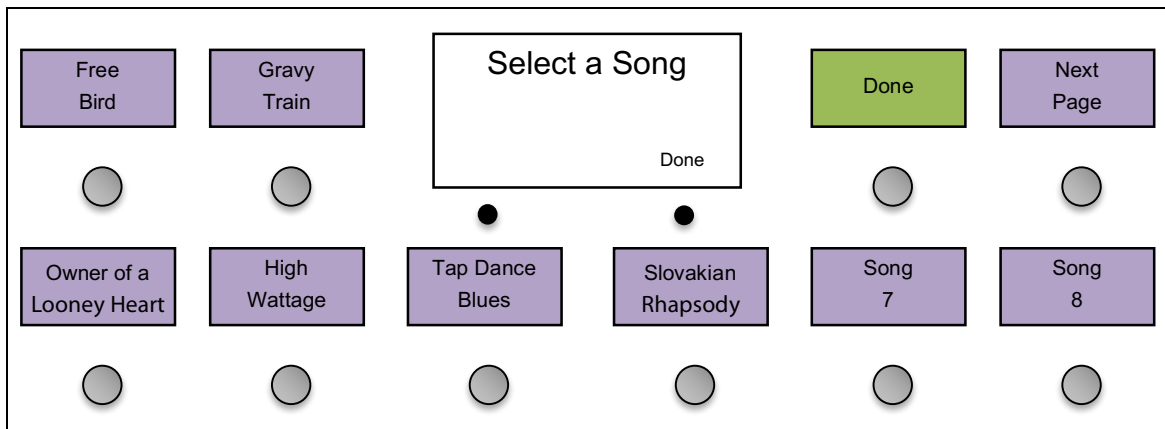 Free
Bird
Gravy
Train
Select a Song
Done
Done
Next
Page
Owner of a
Looney Heart
High
Wattage
Tap Dance
Blues
Slovakian
Rhapsody
Song
7
Song
8